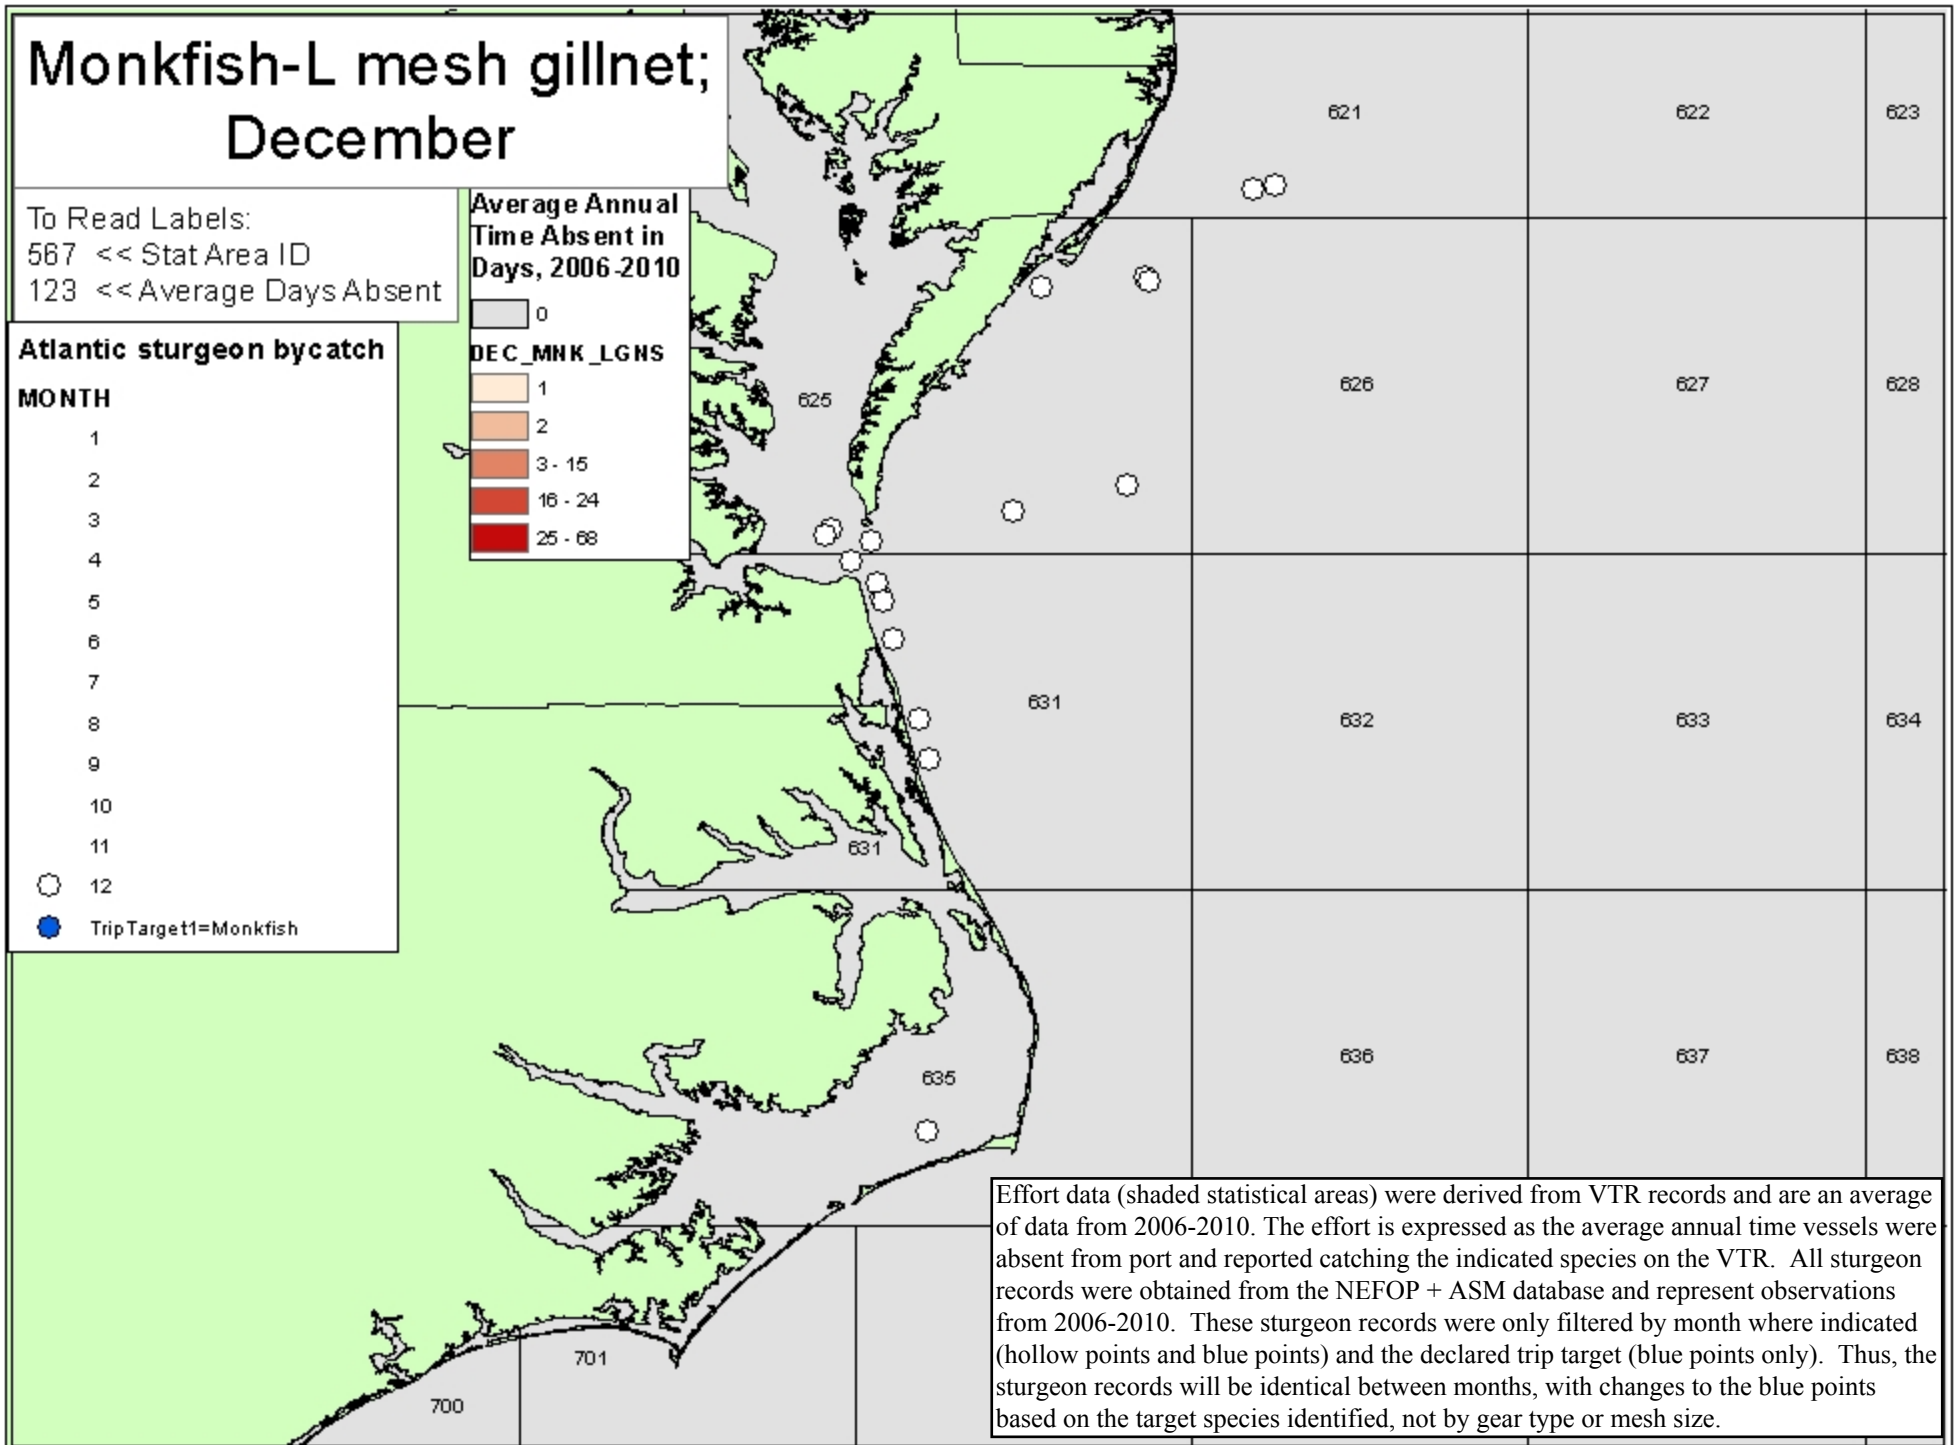 Monkfish-L mesh gillnet;
December
To Read Labels:
567 << Stat Area ID
123 << Average Days Absent
Average Annual
Time Absent in
Days, 2006-2010
0
DEC_MNK_LGNS
1
2
3 - 15
16 - 24
25 - 68
Atlantic sturgeon bycatch
MONTH
1
2
3
4
5
6
7
8
9
10
11
12
TripTarget1=Monkfish
621
622
623
625
626
627
628
631
632
633
634
631
635
636
637
638
701
700
Effort data (shaded statistical areas) were derived from VTR records and are an average
of data from 2006-2010. The effort is expressed as the average annual time vessels were
absent from port and reported catching the indicated species on the VTR. All sturgeon
records were obtained from the NEFOP + ASM database and represent observations
from 2006-2010. These sturgeon records were only filtered by month where indicated
(hollow points and blue points) and the declared trip target (blue points only). Thus, the
sturgeon records will be identical between months, with changes to the blue points
based on the target species identified, not by gear type or mesh size.